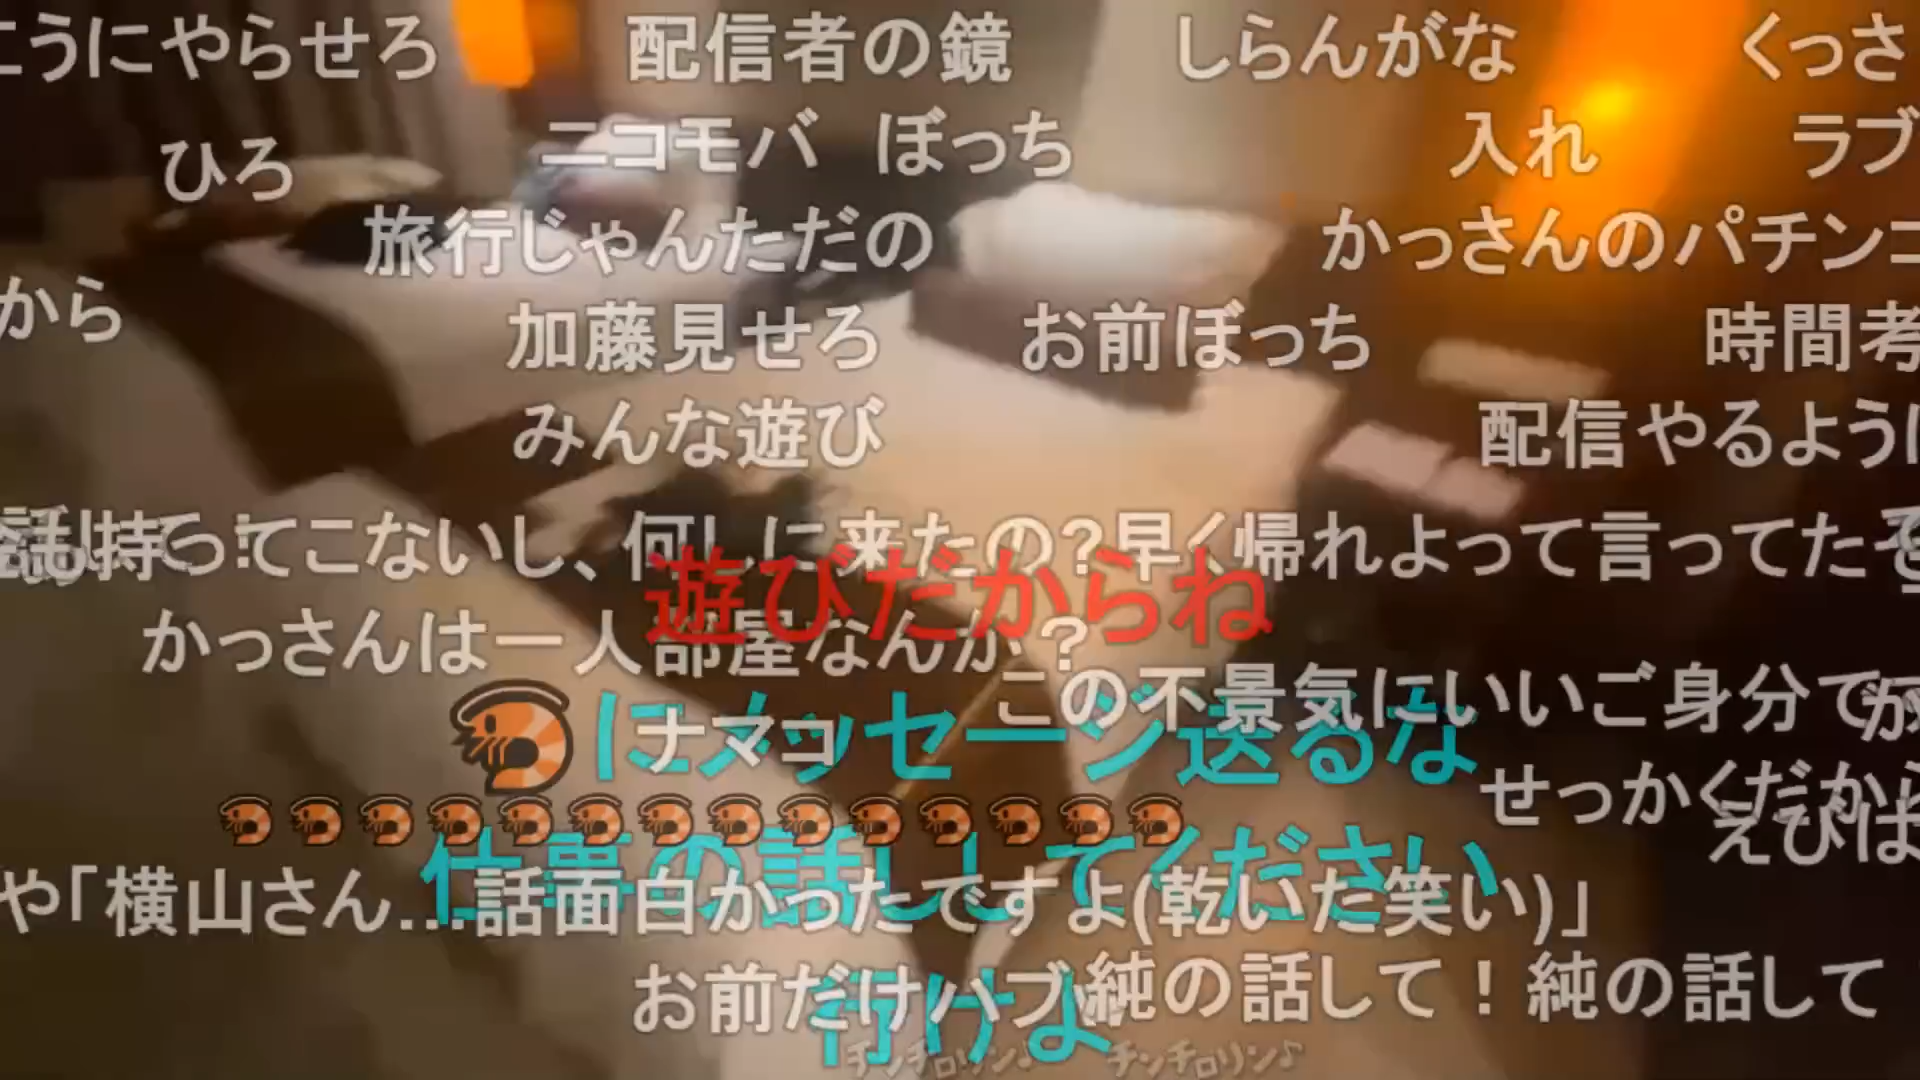 こうにやらせろ 配信者の鏡 しらんがな くっさ
ひろ ニコモバ ぼっち 入れ ラブ
旅行じゃんただの かっさんのパチンコ
から 加藤見せろ お前ぼっち 時間考
みんな遊び 配信やるように
も持ってこないし、何しに来たの?早く帰れよって言ってたそ
遊びだからね
かっさんは一人部屋なんか?
この不景気にいいご身分で
にメッセージ送るな
ナマコ
せっかくだから
えびは
仕事の話ししてください
や「横山さん…話面白かったですよ(乾いた笑い)」
お前だけハブ 純の話して！純の話して
行けよ
チンチロリン♪ チンチロリン♪